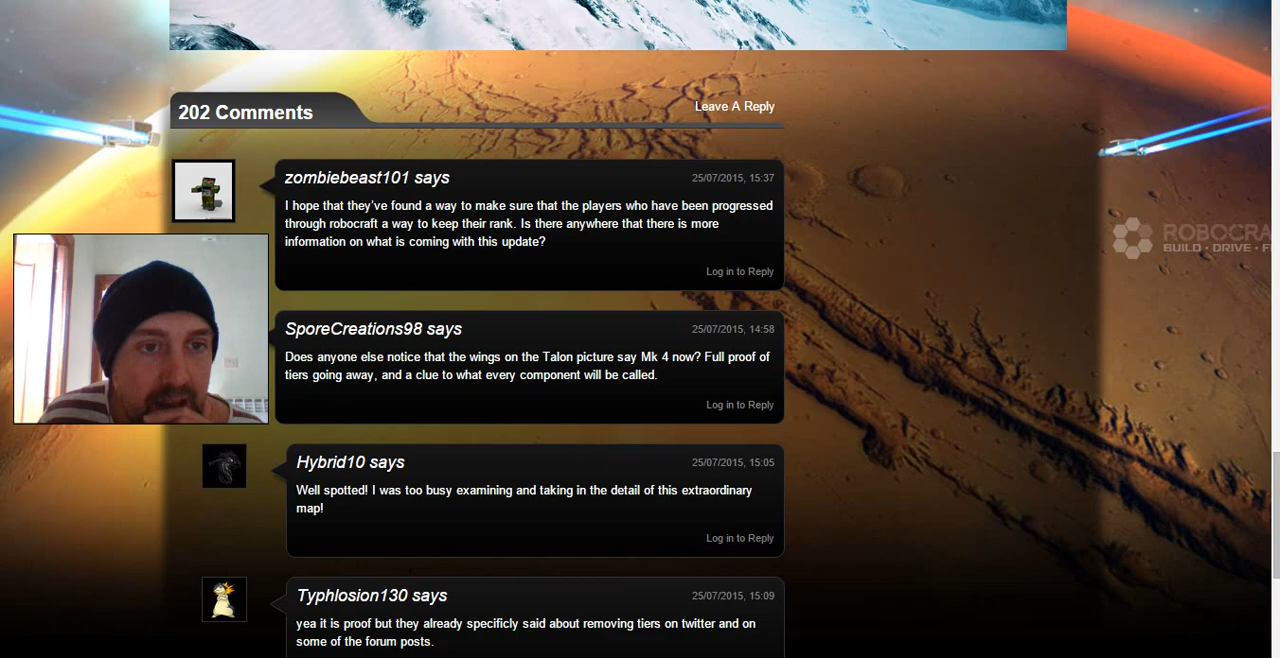 202 Comments
Leave A Reply
zombiebeast101 says
25/07/2015, 15:37
I hope that they've found a way to make sure that the players who have been progressed
through robocraft a way to keep their rank. Is there anywhere that there is more
information on what is coming with this update?
Log in to Reply
ROBOCRA
BUILD · DRIVE · F
SporeCreations98 says
25/07/2015, 14:58
Does anyone else notice that the wings on the Talon picture say Mk 4 now? Full proof of
tiers going away, and a clue to what every component will be called.
Log in to Reply
Hybrid10 says
25/07/2015, 15:05
Well spotted! I was too busy examining and taking in the detail of this extraordinary
map!
Log in to Reply
Typhlosion130 says
25/07/2015, 15:09
yea it is proof but they already specificly said about removing tiers on twitter and on
some of the forum posts.